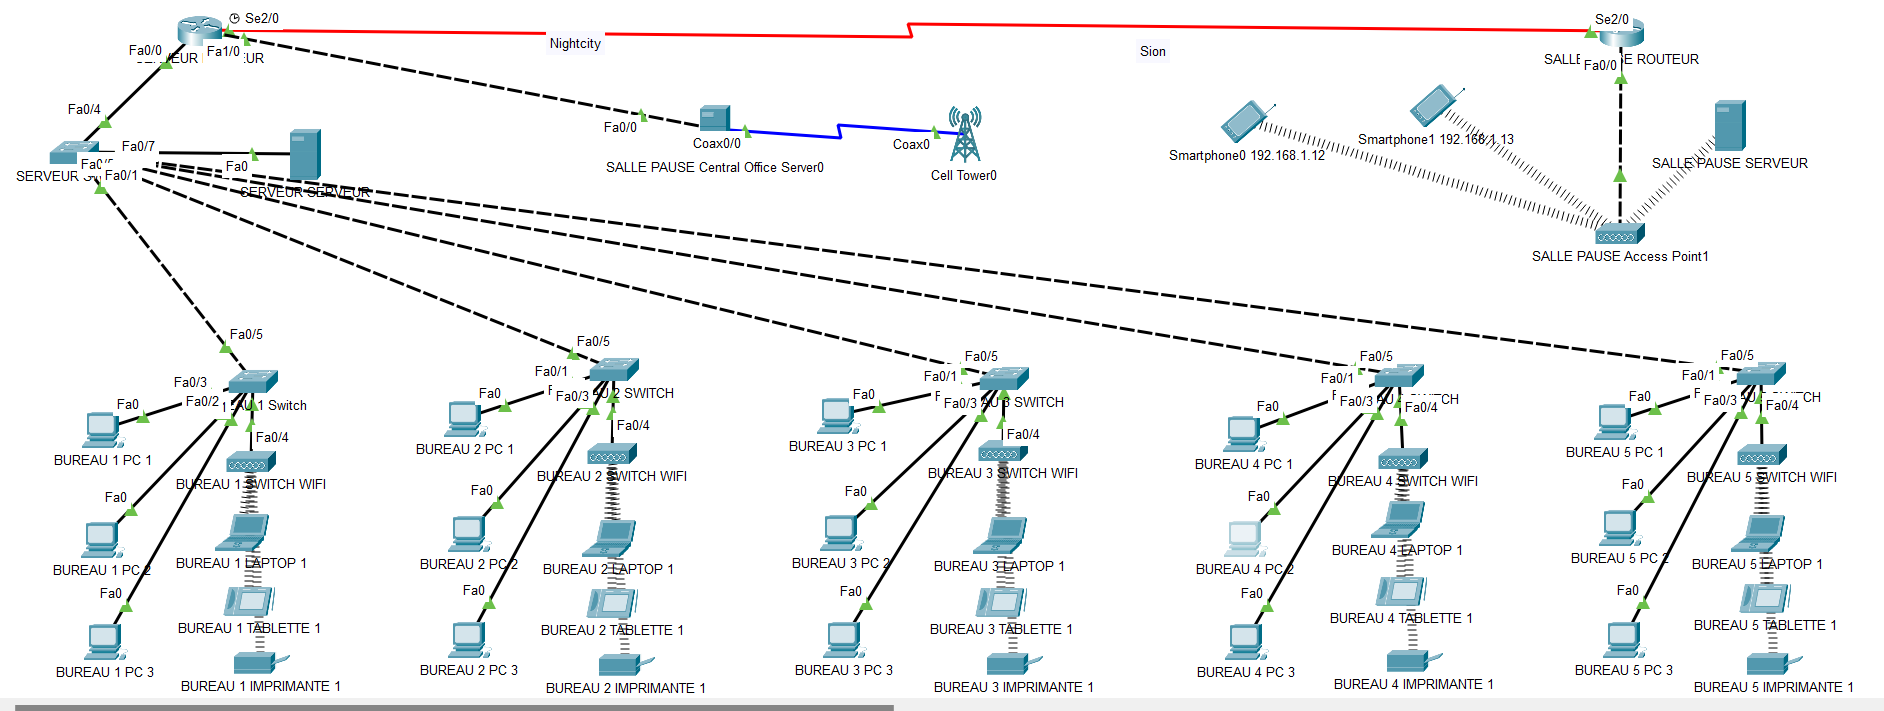 Se2/0
Se2/0
Nightcity
Sion
Fa0/0
Fa1/0
SALLE
ROUTEUR
Fa0/0
Fa0/4
Fa0/0
Coax0/0
Coax0
Fa0/7
Fa0
Fa0/1
SERVEUR
SERVEUR SERVEUR
SALLE PAUSE Central Office Server0
Cell Tower0
Smartphone1 192.168.1.13
Smartphone0 192.168.1.12
SALLE PAUSE SERVEUR
SALLE PAUSE Access Point1
Fa0/5
Fa0/3
Fa0/2
Switch
Fa0
Fa0/4
BUREAU 1 PC 1
BUREAU 1 SWITCH WIFI
Fa0
BUREAU 1 PC 2
BUREAU 1 LAPTOP 1
Fa0
BUREAU 1 TABLETTE 1
BUREAU 1 PC 3
BUREAU 1 IMPRIMANTE 1
Fa0/5
Fa0/1
Fa0/3
2 SWITCH
Fa0
Fa0/4
BUREAU 2 PC 1
BUREAU 2 SWITCH WIFI
Fa0
BUREAU 2 PC 2
BUREAU 2 LAPTOP 1
Fa0
BUREAU 2 TABLETTE 1
BUREAU 2 PC 3
BUREAU 2 IMPRIMANTE 1
Fa0/5
Fa0/1
Fa0/3
3 SWITCH
Fa0
Fa0/4
BUREAU 3 PC 1
BUREAU 3 SWITCH WIFI
Fa0
BUREAU 3 PC 2
BUREAU 3 LAPTOP 1
Fa0
BUREAU 3 TABLETTE 1
BUREAU 3 PC 3
BUREAU 3 IMPRIMANTE 1
Fa0/5
Fa0/1
Fa0/3
Fa0/4
Fa0
BUREAU 4 PC 1
BUREAU 4 SWITCH WIFI
Fa0
BUREAU 4 PC 2
BUREAU 4 LAPTOP 1
Fa0
BUREAU 4 TABLETTE 1
BUREAU 4 PC 3
BUREAU 4 IMPRIMANTE 1
Fa0/5
Fa0/1
Fa0/3
Fa0/4
Fa0
BUREAU 5 PC 1
BUREAU 5 SWITCH WIFI
Fa0
BUREAU 5 PC 2
BUREAU 5 LAPTOP 1
Fa0
BUREAU 5 TABLETTE 1
BUREAU 5 PC 3
BUREAU 5 IMPRIMANTE 1